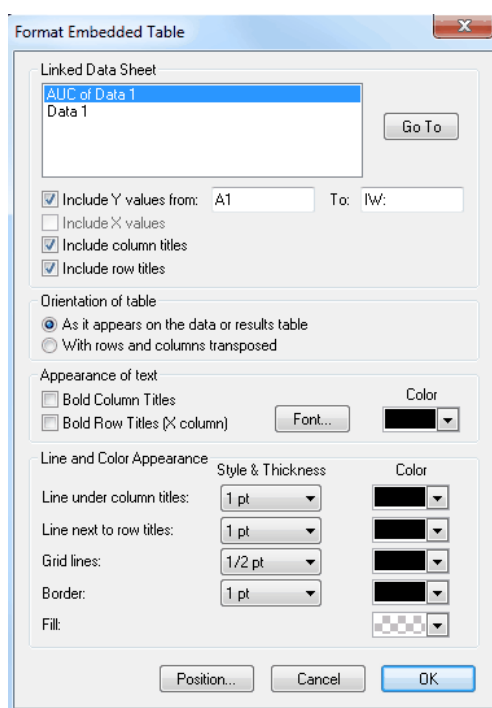 Format Embedded Table
Linked Data Sheet
AUC of Data 1
Data 1
Go To
Include Y values from: A1 To: IW:
Include X values
Include column titles
Include row titles
Orientation of table
As it appears on the data or results table
With rows and columns transposed
Appearance of text
Bold Column Titles
Color
Bold Row Titles (X column)
Font...
Line and Color Appearance
Style & Thickness Color
Line under column titles: 1 pt
Line next to row titles: 1 pt
Grid lines: 1/2 pt
Border: 1 pt
Fill:
Position... Cancel OK